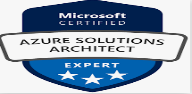 Microsoft
CERTIFIED
AZURE SOLUTIONS
ARCHITECT
EXPERT